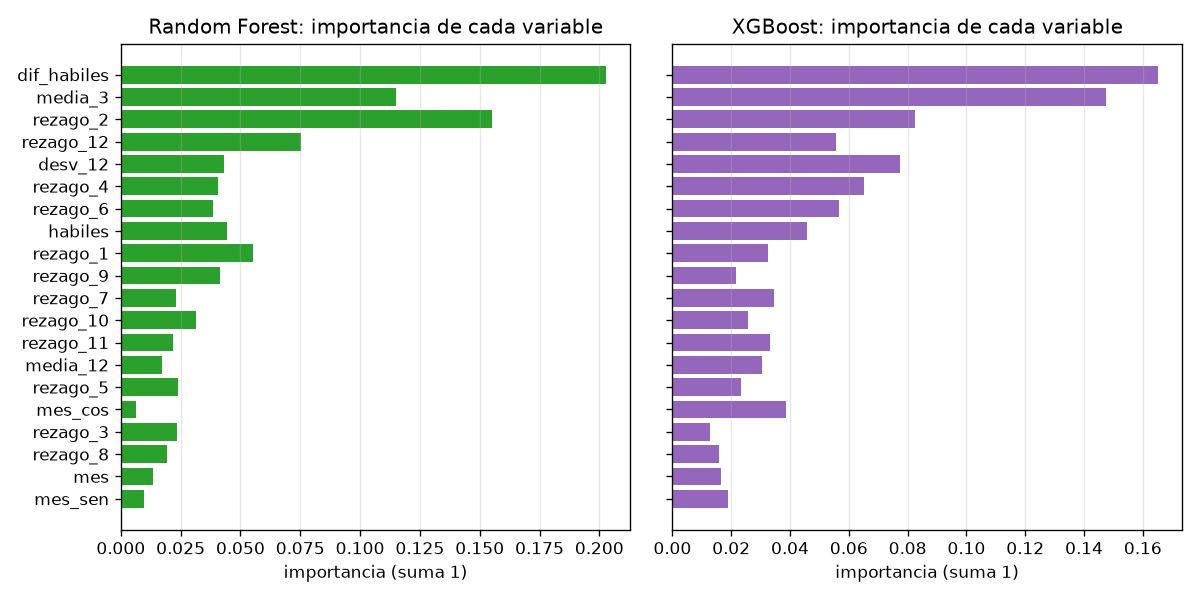 Random Forest: importancia de cada variable
dif_habiles
media_3
rezago_2
rezago_12
desv_12
rezago_4
rezago_6
habiles
rezago_1
rezago_9
rezago_7
rezago_10
rezago_11
media_12
rezago_5
mes_cos
rezago_3
rezago_8
mes
mes_sen
0.000 0.025 0.050 0.075 0.100 0.125 0.150 0.175 0.200
importancia (suma 1)
XGBoost: importancia de cada variable
0.00 0.02 0.04 0.06 0.08 0.10 0.12 0.14 0.16
importancia (suma 1)